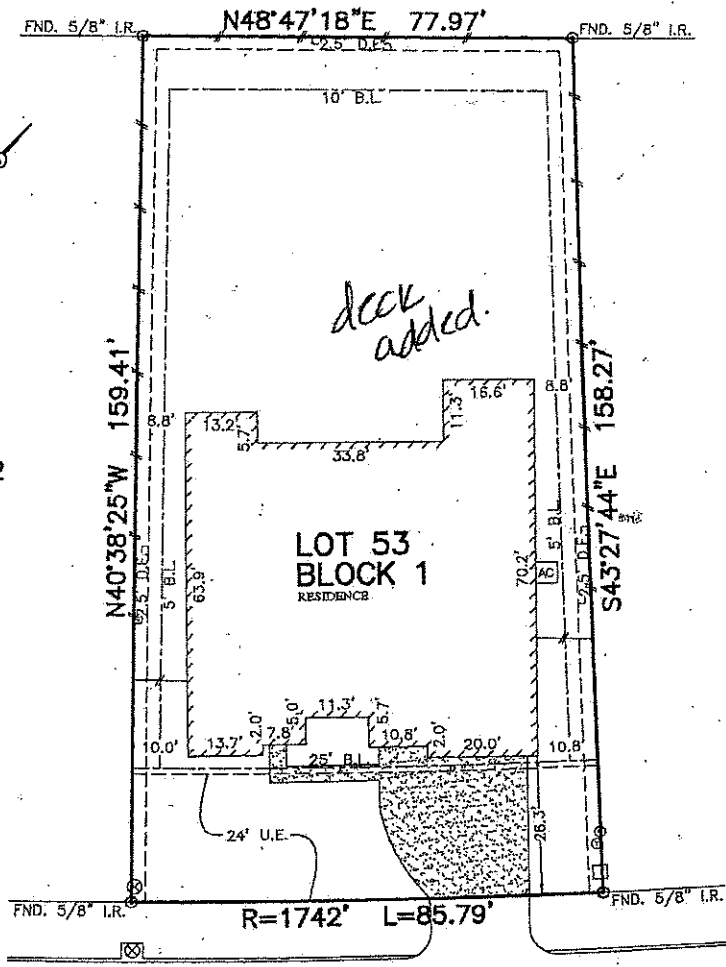 N48°47'18"E 77.97'
FND. 5/8" I.R.
FND. 5/8" I.R.
2.5' D.E.
10' B.L.
deck
added.
N40°38'25"W 159.41'
S43°27'44"E 158.27'
8.8'
13.2'
5.7'
33.8'
11.3'
16.6'
8.8'
LOT 53
BLOCK 1
RESIDENCE
2.5' D.E.
5' B.L.
63.9'
70.2'
AC
5' B.L.
2.5' D.E.
10.0'
13.7'
2.0'
7.8'
5.0'
11.3'
5.7'
10.8'
2.0'
20.0'
10.8'
25' B.L.
24' U.E.
26.3'
FND. 5/8" I.R.
R=1742' L=85.79'
FND. 5/8" I.R.